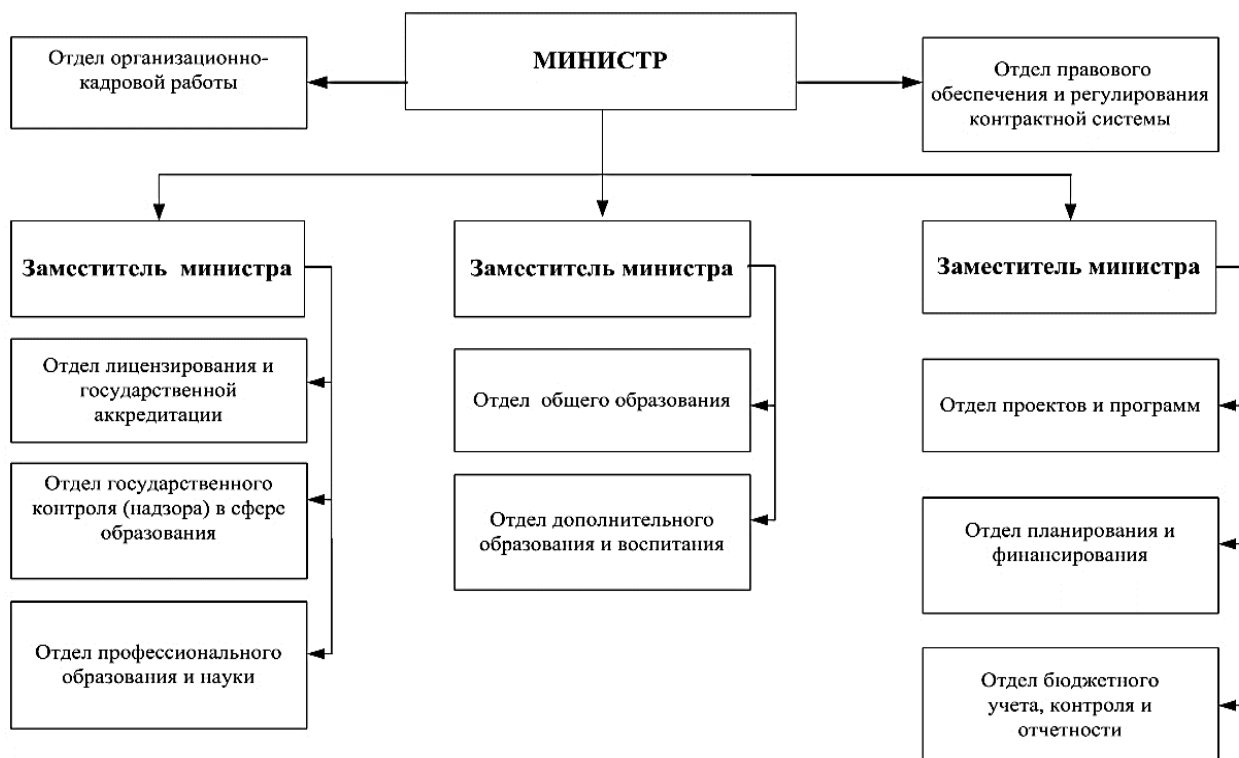 МИНИСТР
Отдел организационно-
кадровой работы
Отдел правового
обеспечения и регулирования
контрактной системы
Заместитель министра
Отдел лицензирования и
государственной
аккредитации
Отдел государственного
контроля (надзора) в сфере
образования
Отдел профессионального
образования и науки
Заместитель министра
Отдел общего образования
Отдел дополнительного
образования и воспитания
Заместитель министра
Отдел проектов и программ
Отдел планирования и
финансирования
Отдел бюджетного
учета, контроля и
отчетности